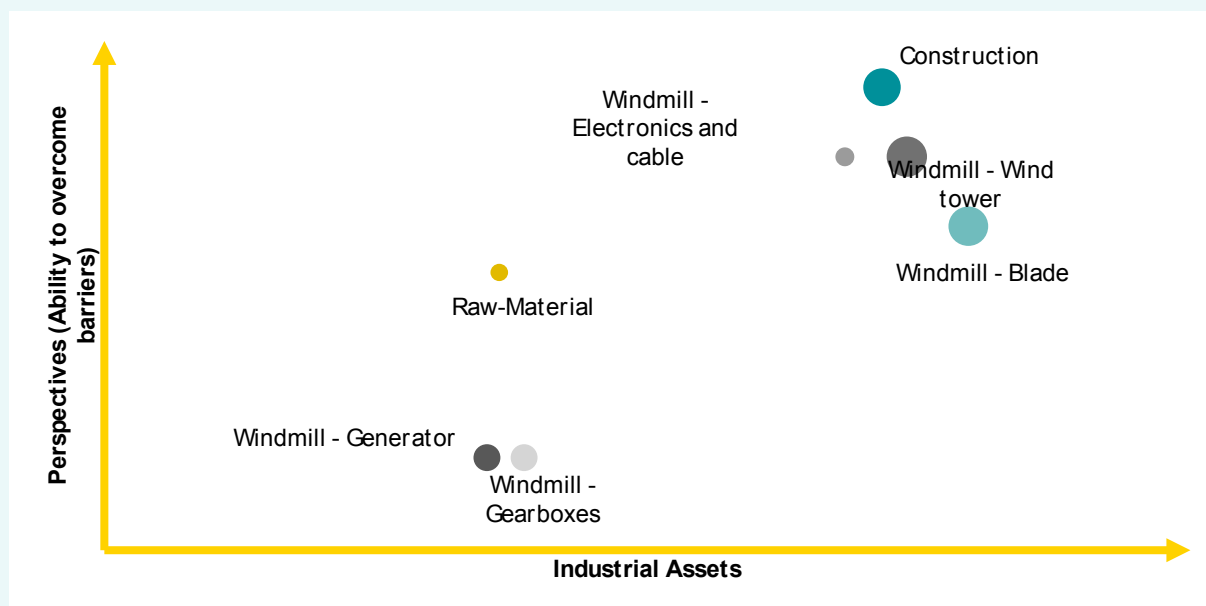 Construction
Windmill -
Electronics and
cable
Windmill - Wind
tower
Windmill - Blade
Raw-Material
Windmill - Generator
Windmill -
Gearboxes
Perspectives (Ability to overcome
barriers)
Industrial Assets